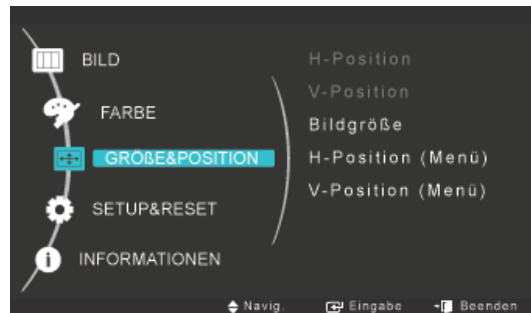 BILD
FARBE
GRÖßE&POSITION
SETUP&RESET
INFORMATIONEN
H-Position
V-Position
Bildgröße
H-Position (Menü)
V-Position (Menü)
Navig. Eingabe Beenden